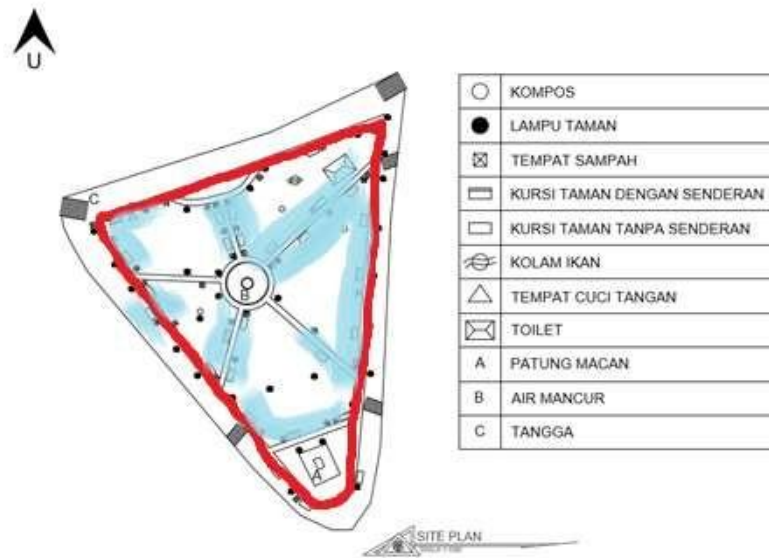 U
KOMPOS
LAMPU TAMAN
TEMPAT SAMPAH
KURSI TAMAN DENGAN SENDERAN
KURSI TAMAN TANPA SENDERAN
KOLAM IKAN
TEMPAT CUCI TANGAN
TOILET
A PATUNG MACAN
B AIR MANCUR
C TANGGA
C
B
A
SITE PLAN